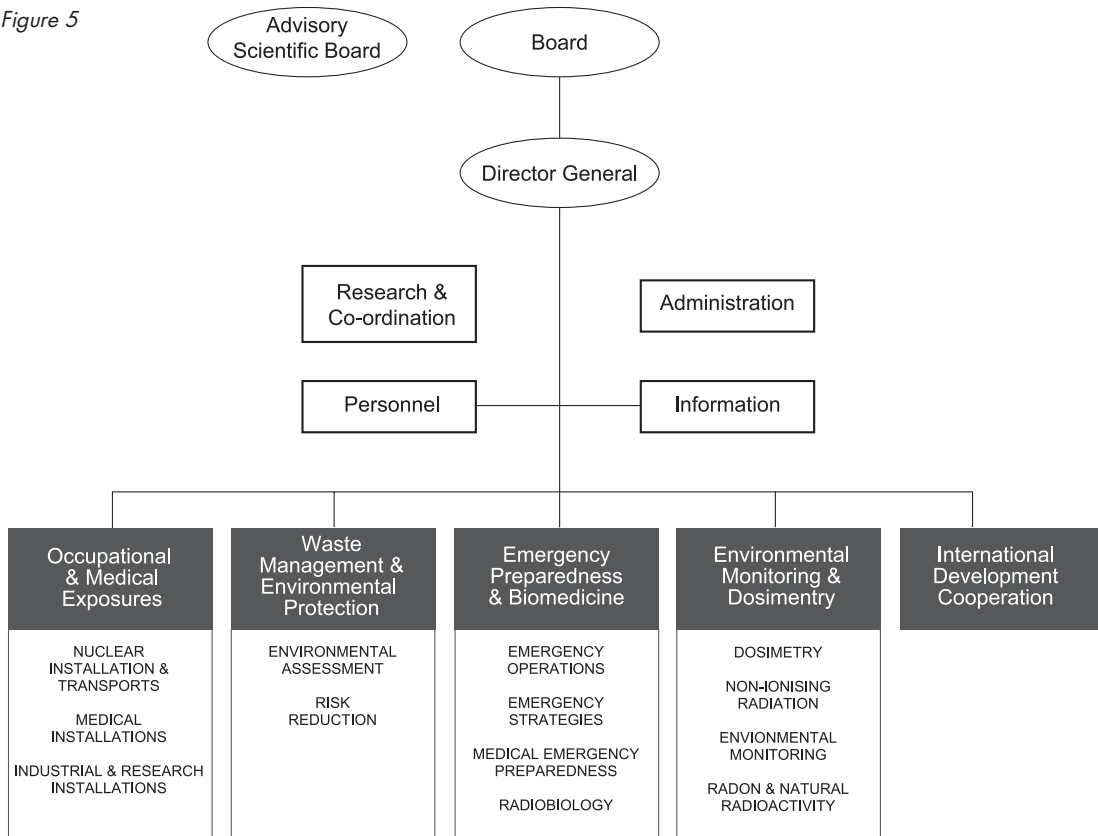 Figure 5
Advisory
Scientific Board
Board
Director General
Research &
Co-ordination
Administration
Personnel
Information
Occupational
& Medical
Exposures
NUCLEAR
INSTALLATION &
TRANSPORTS
MEDICAL
INSTALLATIONS
INDUSTRIAL & RESEARCH
INSTALLATIONS
Waste
Management &
Environmental
Protection
ENVIRONMENTAL
ASSESSMENT
RISK
REDUCTION
Emergency
Preparedness
& Biomedicine
EMERGENCY
OPERATIONS
EMERGENCY
STRATEGIES
MEDICAL EMERGENCY
PREPAREDNESS
RADIOBIOLOGY
Environmental
Monitoring &
Dosimentry
DOSIMETRY
NON-IONISING
RADIATION
ENVIONMENTAL
MONITORING
RADON & NATURAL
RADIOACTIVITY
International
Development
Cooperation